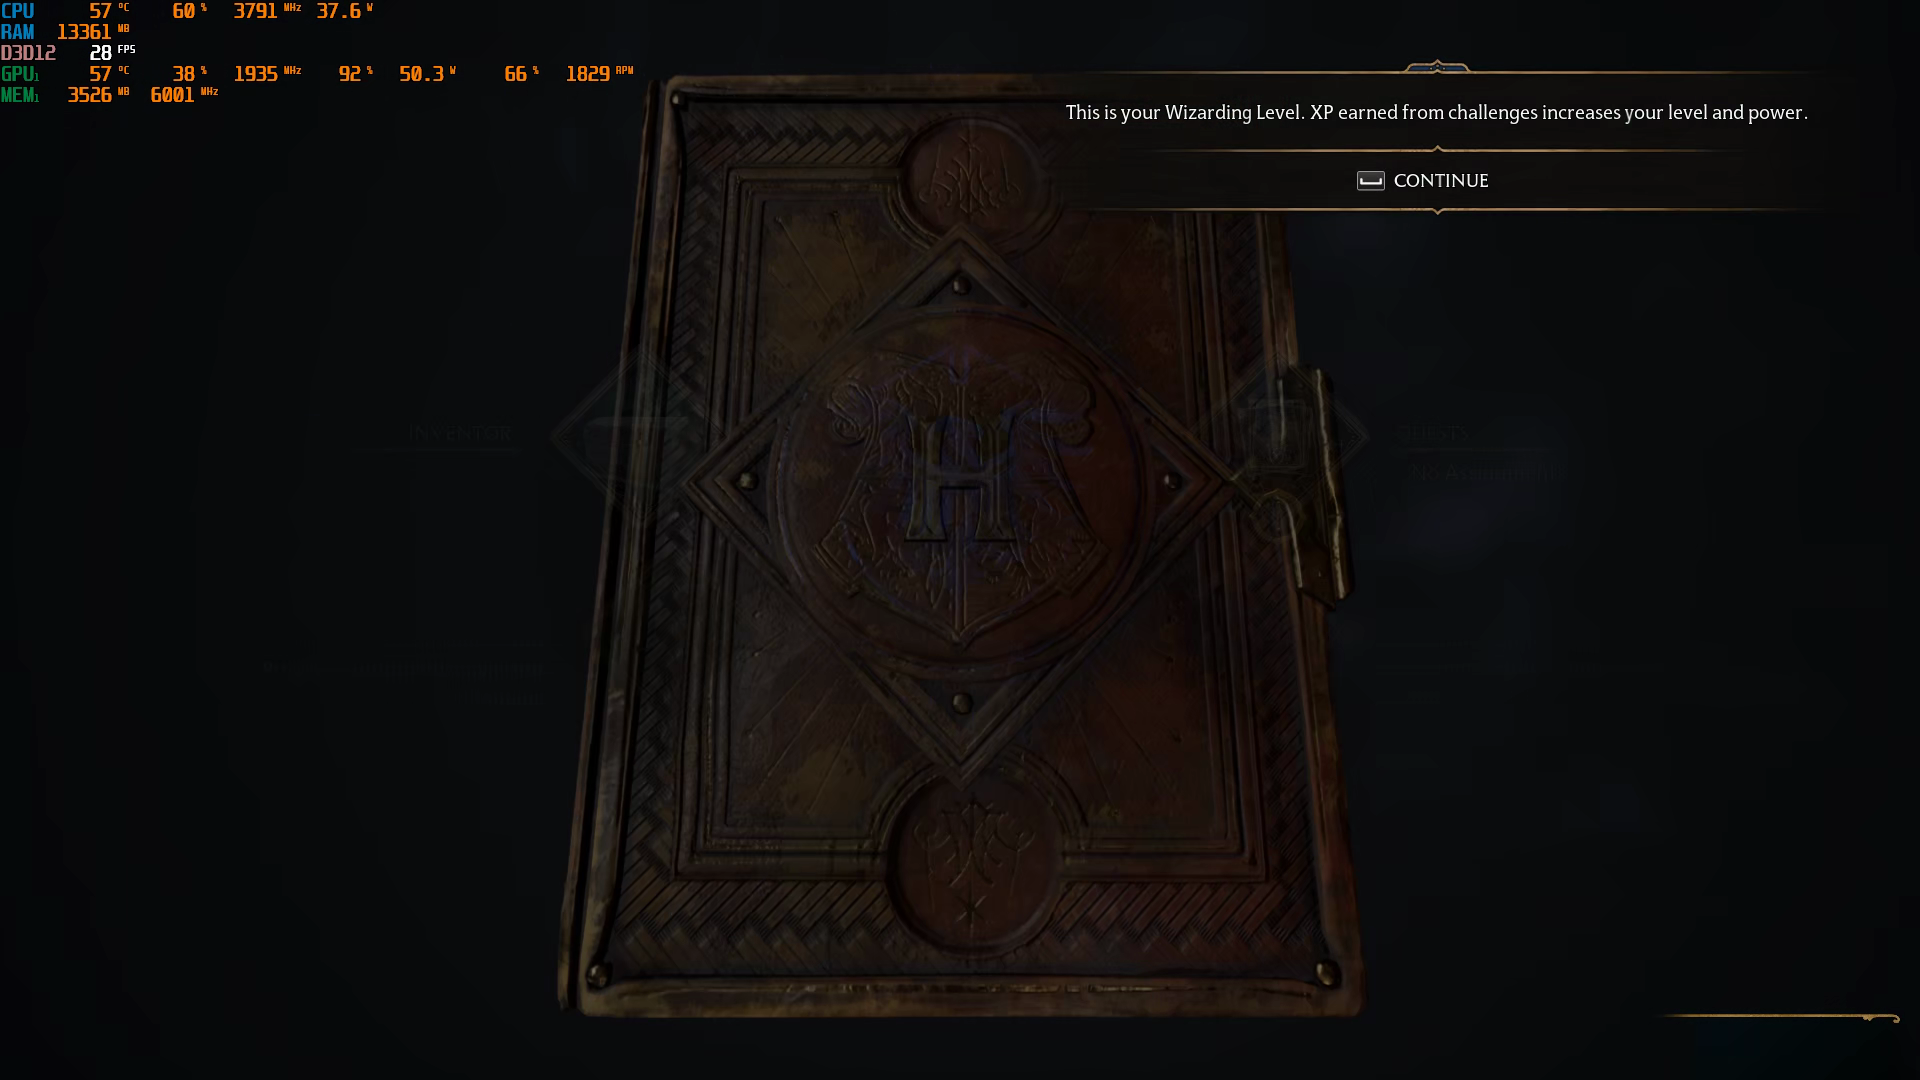 CPU 57 °C 60 % 3791 MHz 37.6 W
RAM 13361 MB
D3D12 28 FPS
GPU1 57 °C 38 % 1935 MHz 92 % 50.3 W 66 % 1829 RPM
MEM1 3526 MB 6001 MHz
This is your Wizarding Level. XP earned from challenges increases your level and power.
CONTINUE
H
INVENTOR
QUESTS